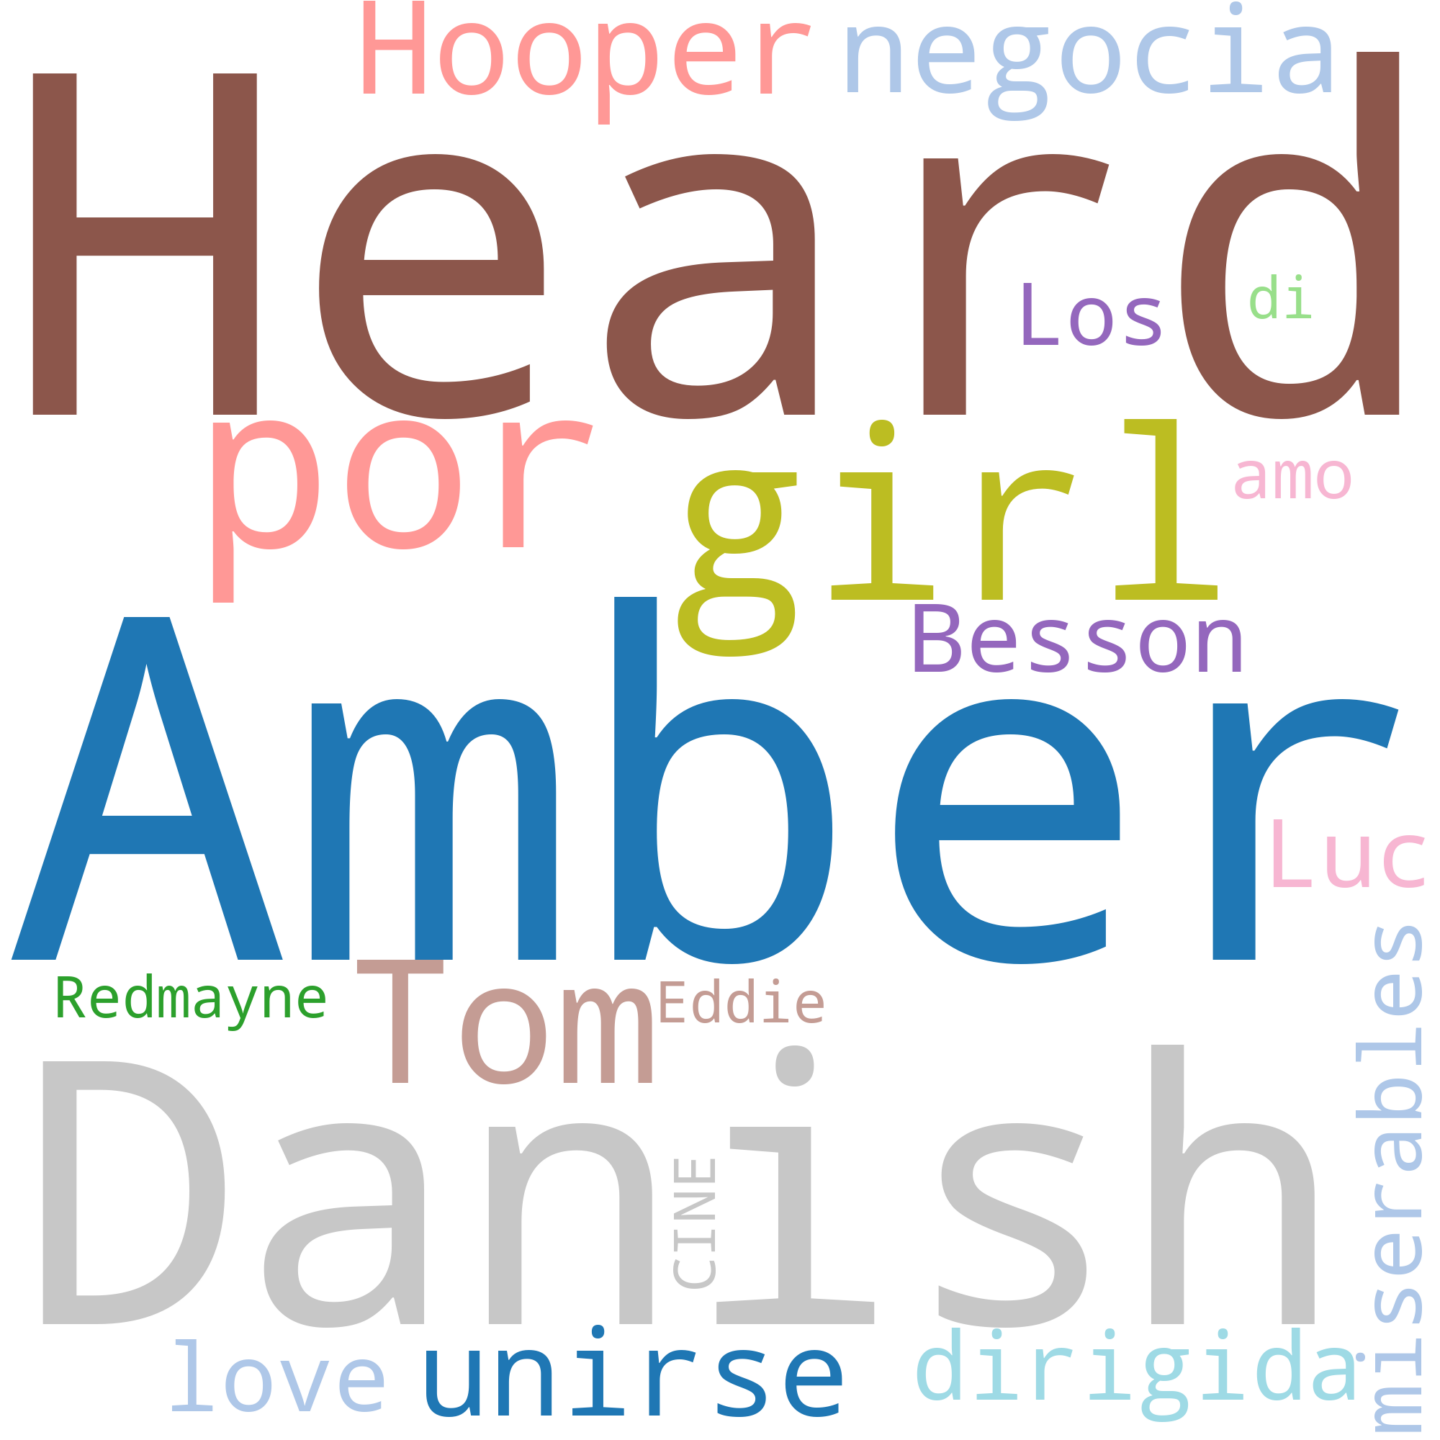 Hooper negocia
Heard
Los di
por girl amo
Besson
Amber
Luc
Redmayne Tom Eddie
miserables
Danish
CINE
love unirse dirigida